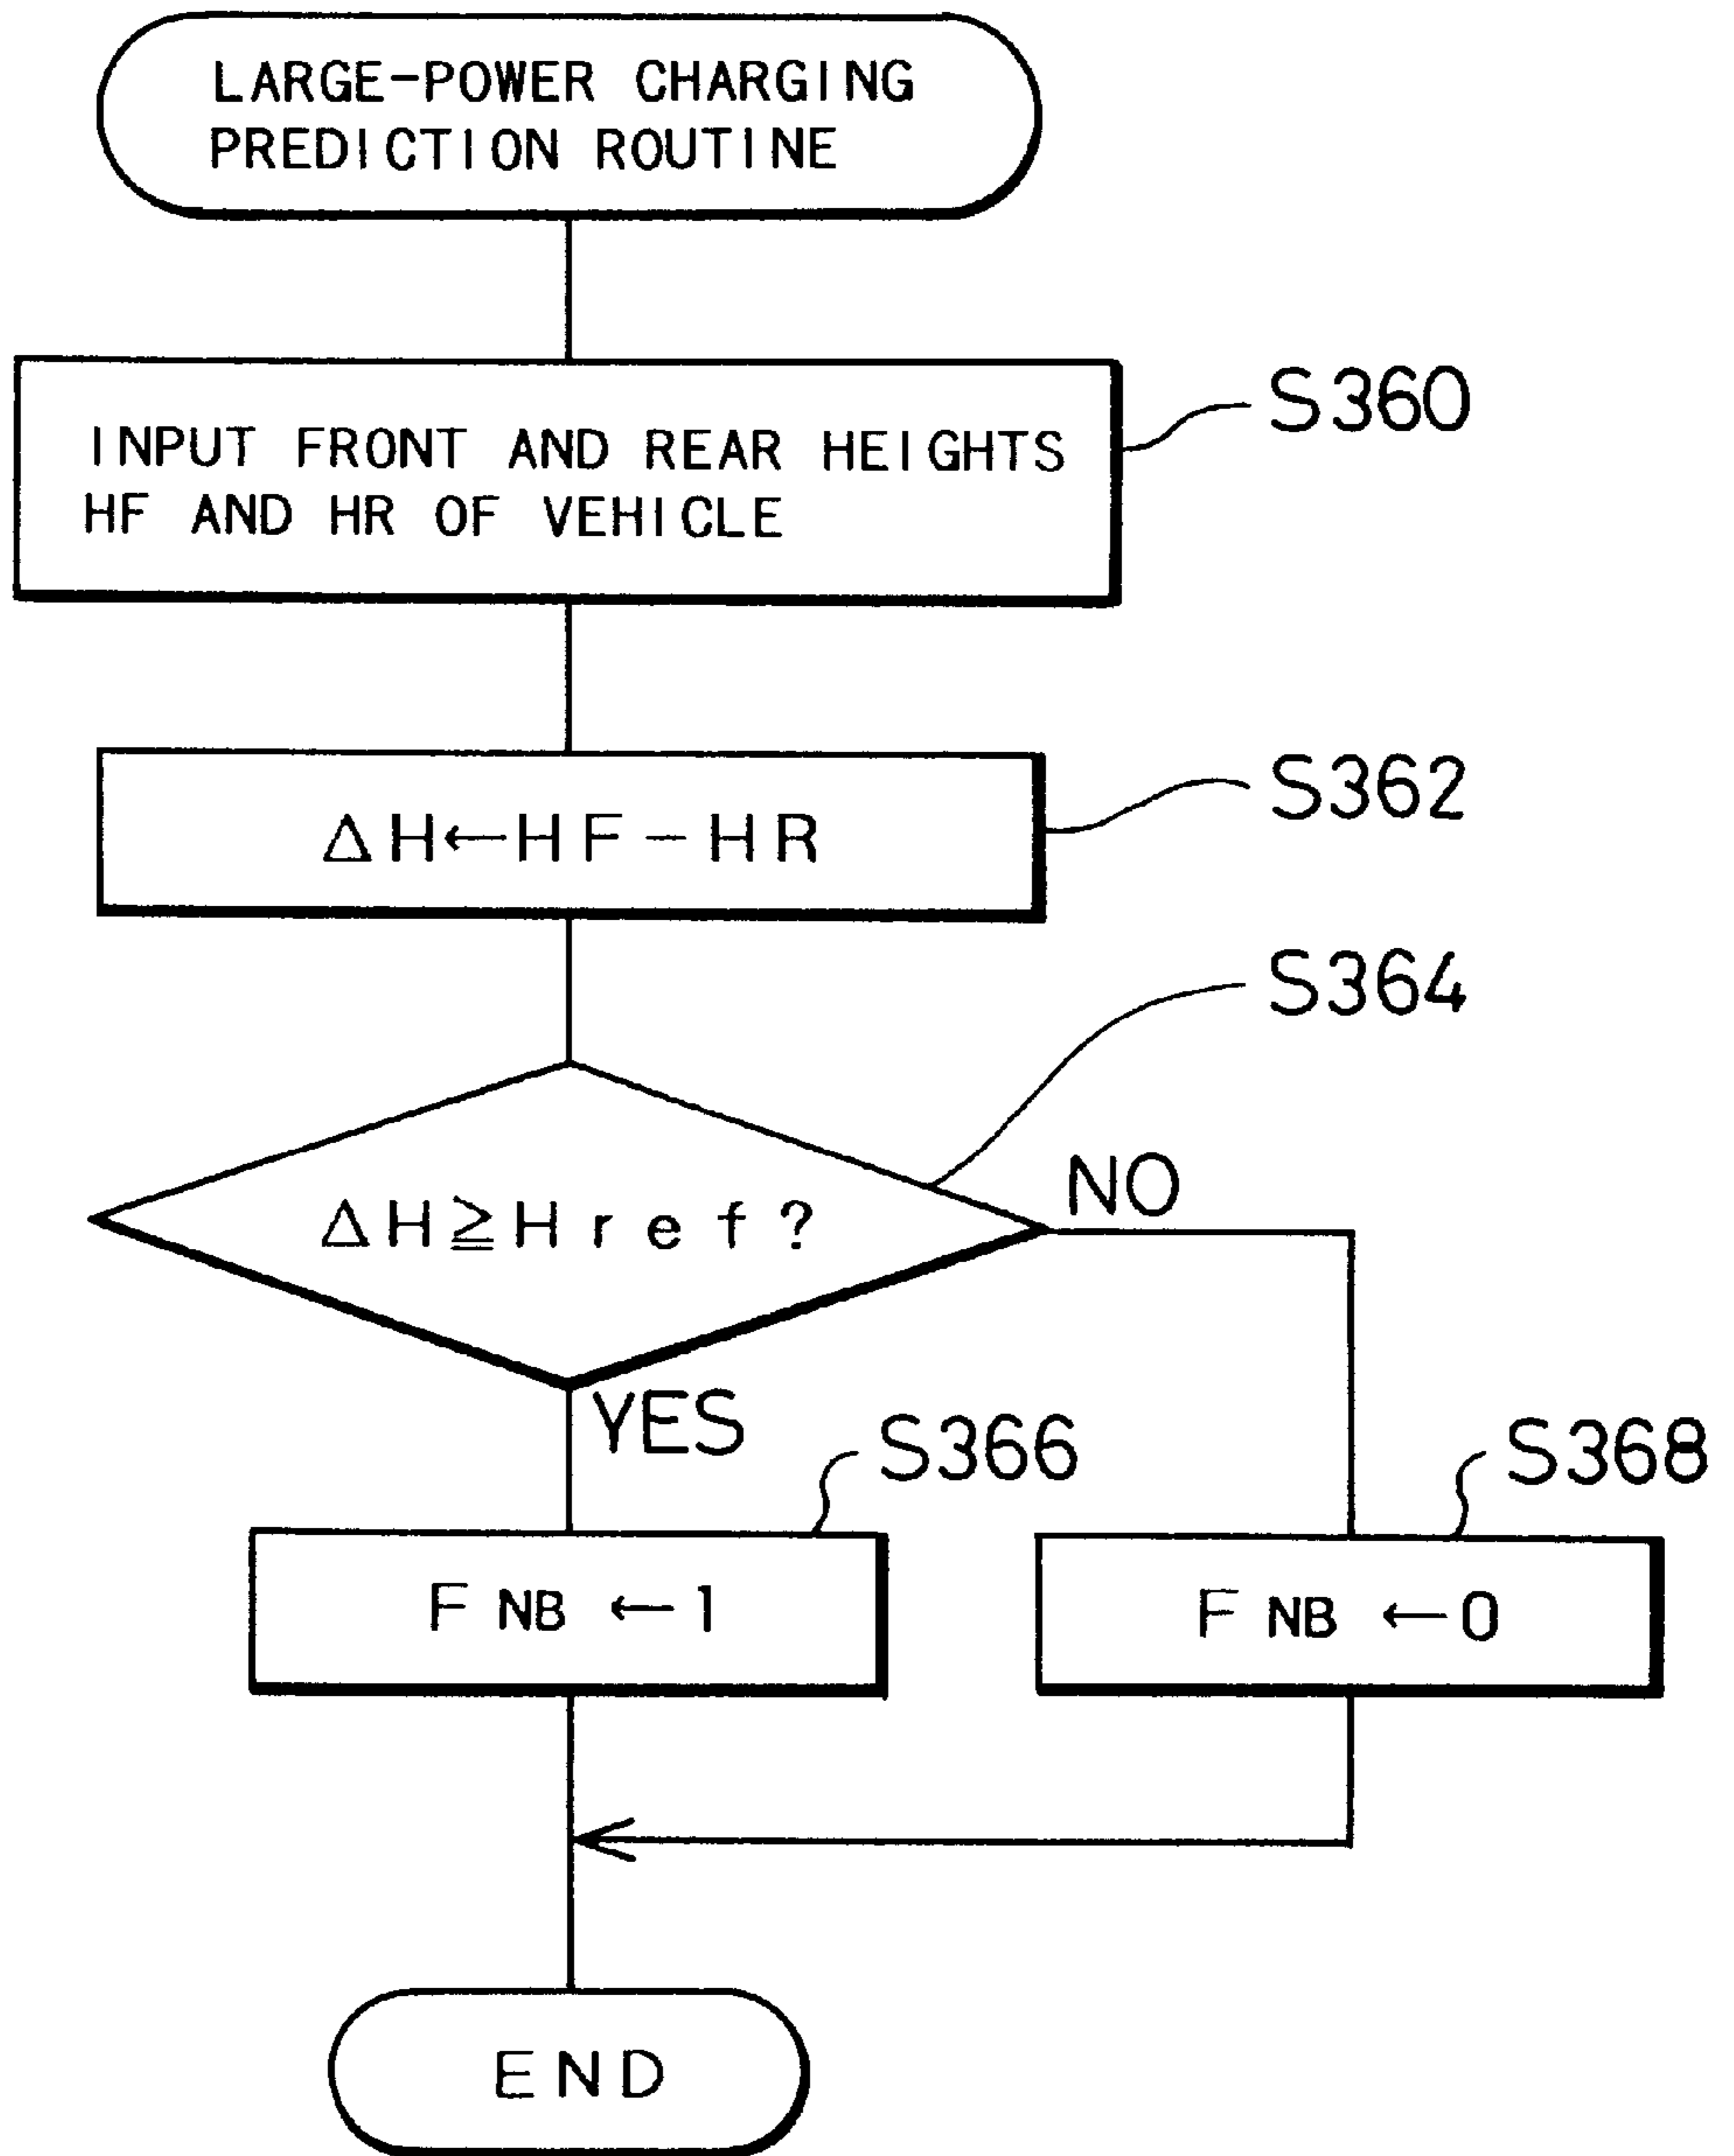 LARGE-POWER CHARGING
PREDICTION ROUTINE
S360
INPUT FRONT AND REAR HEIGHTS
HF AND HR OF VEHICLE
S362
ΔH←HF-HR
S364
ΔH≧Href?
NO
YES
S366
S368
FNB ←1
FNB ←0
END